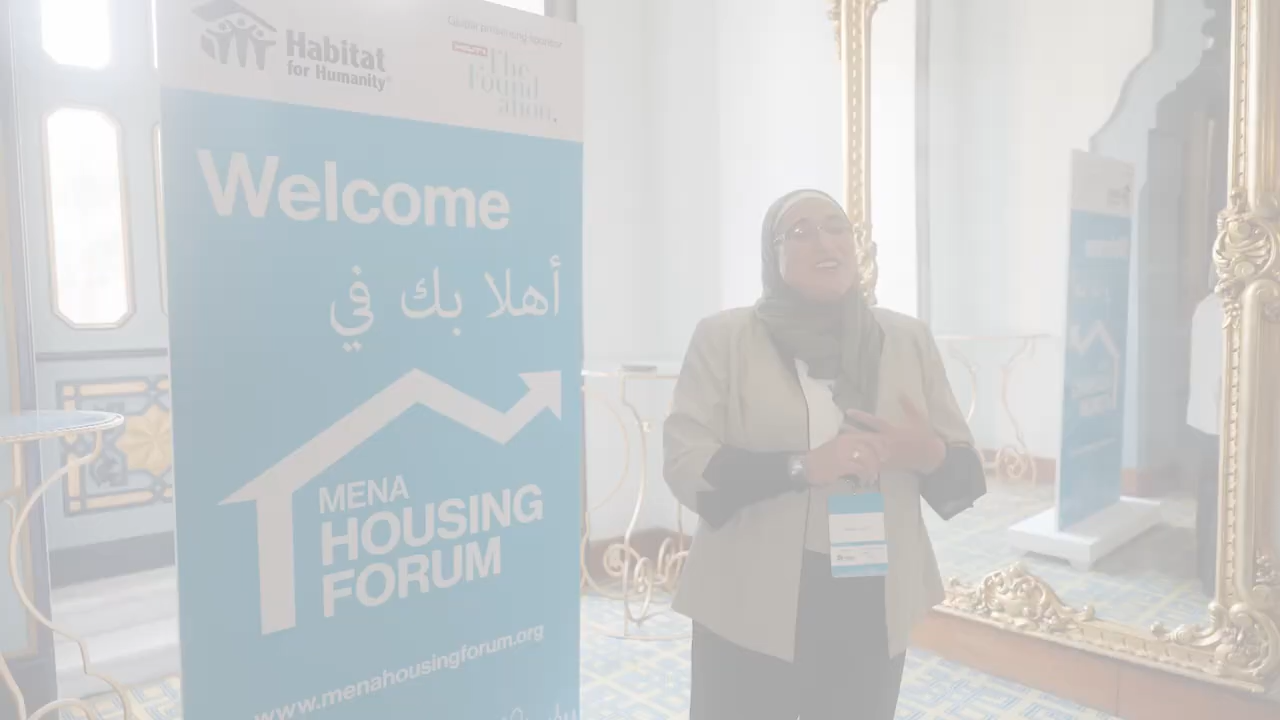 Habitat
for Humanity
Global presenting sponsor
The
Found
ation.
Welcome
أهلا بك في
MENA
HOUSING
FORUM
www.menahousingforum.org